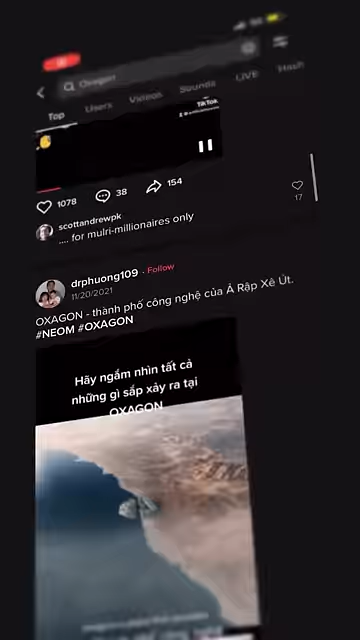 5G
Oxagon
Top Users Videos Sounds LIVE Hash
TikTok
1078 38 154
scottandrewpk
.... for mulri-millionaires only
17
drphuong109 · Follow
11/20/2021
OXAGON - thành phố công nghệ của Ả Rập Xê Út.
#NEOM #OXAGON
Hãy ngắm nhìn tất cả
những gì sắp xảy ra tại
OXAGON